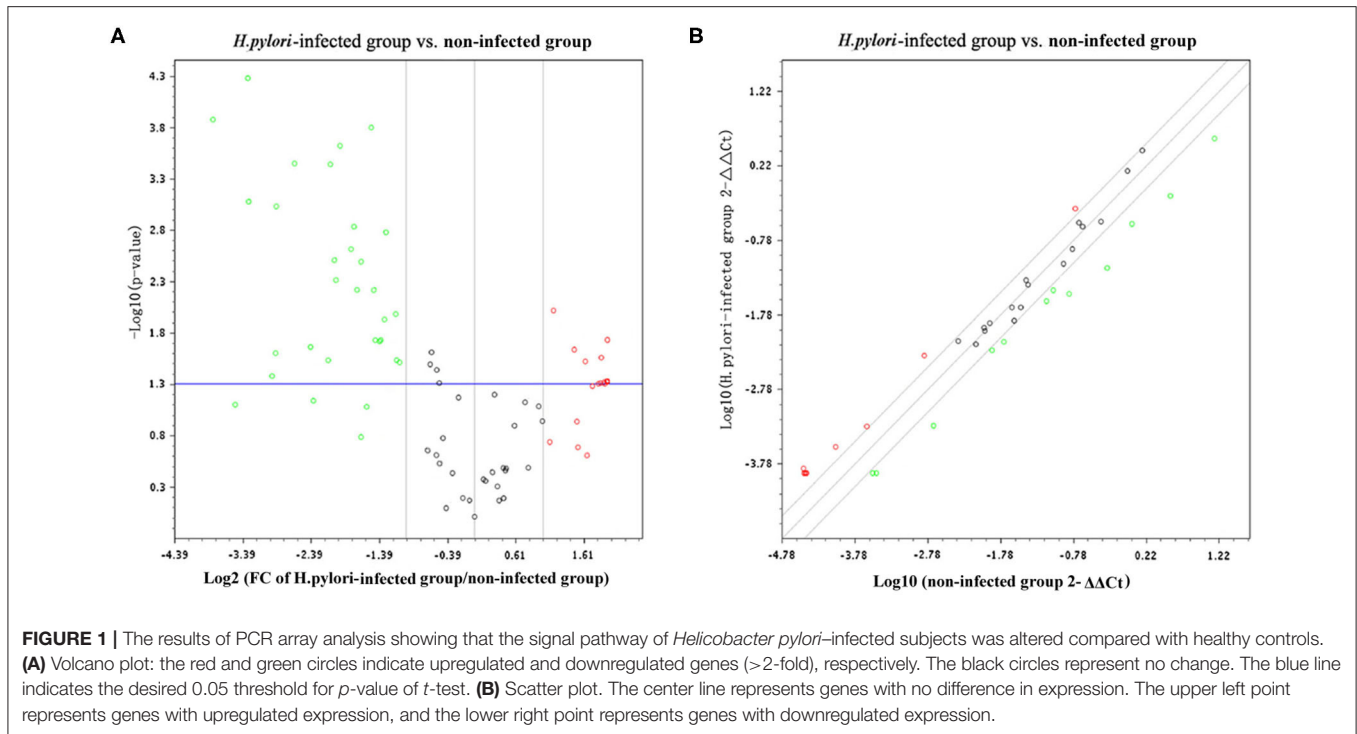 A
H.pylori-infected group vs. non-infected group
-Log10(p-value)
4.3
3.8
3.3
2.8
2.3
1.8
1.3
0.8
0.3
-4.39 -3.39 -2.39 -1.39 -0.39 0.61 1.61
Log2 (FC of H.pylori-infected group/non-infected group)
B
H.pylori-infected group vs. non-infected group
Log10(H.pylori-infected group 2-△△Ct)
1.22
0.22
-0.78
-1.78
-2.78
-3.78
-4.78 -3.78 -2.78 -1.78 -0.78 0.22 1.22
Log10 (non-infected group 2- ΔΔCt)
FIGURE 1 | The results of PCR array analysis showing that the signal pathway of Helicobacter pylori–infected subjects was altered compared with healthy controls.
(A) Volcano plot: the red and green circles indicate upregulated and downregulated genes (>2-fold), respectively. The black circles represent no change. The blue line
indicates the desired 0.05 threshold for p-value of t-test. (B) Scatter plot. The center line represents genes with no difference in expression. The upper left point
represents genes with upregulated expression, and the lower right point represents genes with downregulated expression.